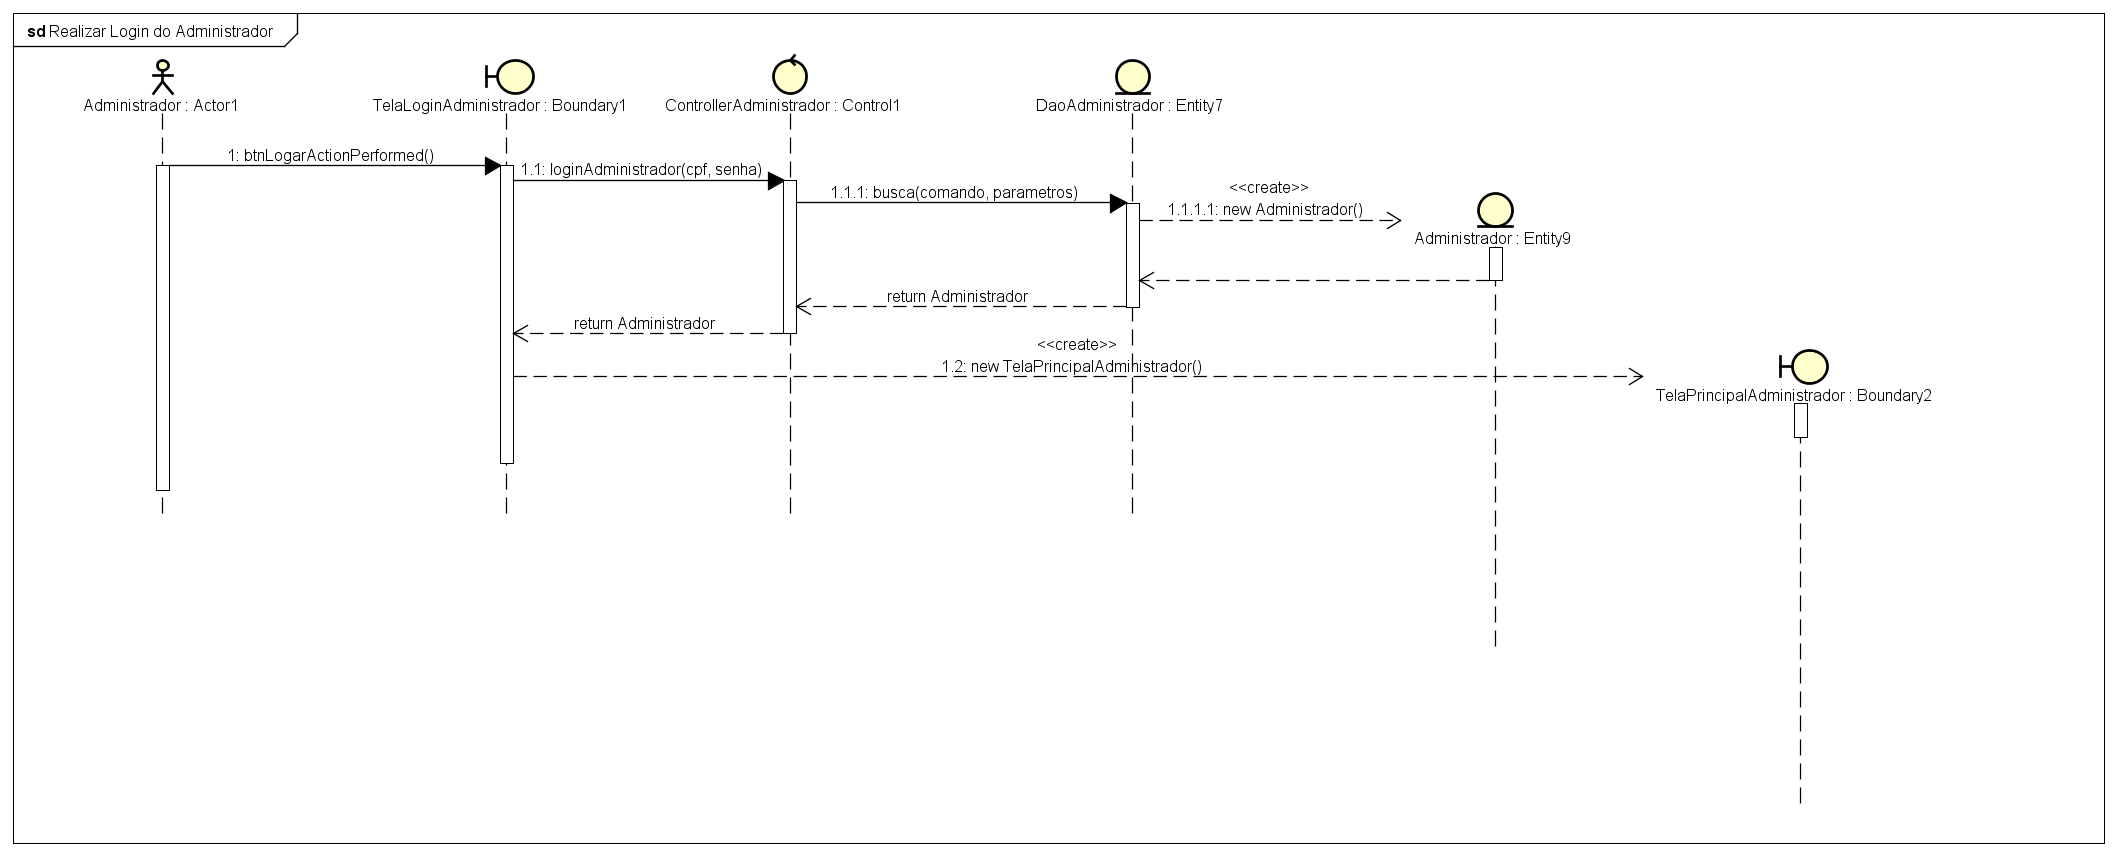 sd Realizar Login do Administrador
Administrador : Actor1
TelaLoginAdministrador : Boundary1
ControllerAdministrador : Control1
DaoAdministrador : Entity7
1: btnLogarActionPerformed()
1.1: loginAdministrador(cpf, senha)
1.1.1: busca(comando, parametros)
<<create>>
1.1.1.1: new Administrador()
Administrador : Entity9
return Administrador
return Administrador
<<create>>
1.2: new TelaPrincipalAdministrador()
TelaPrincipalAdministrador : Boundary2